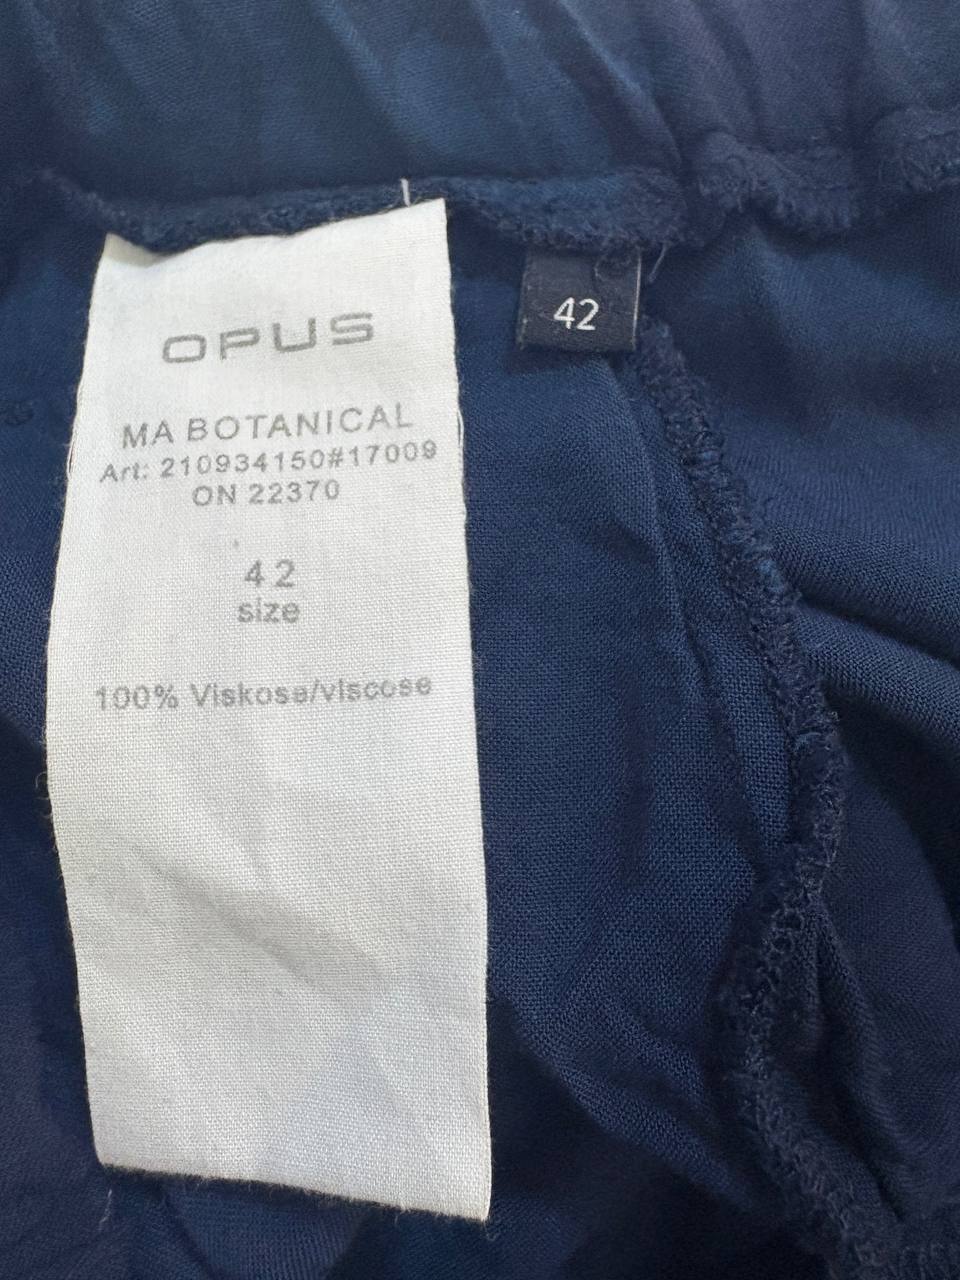 OPUS
MA BOTANICAL
Art: 210934150#17009
ON 22370
42
size
100% Viskose/viscose
42